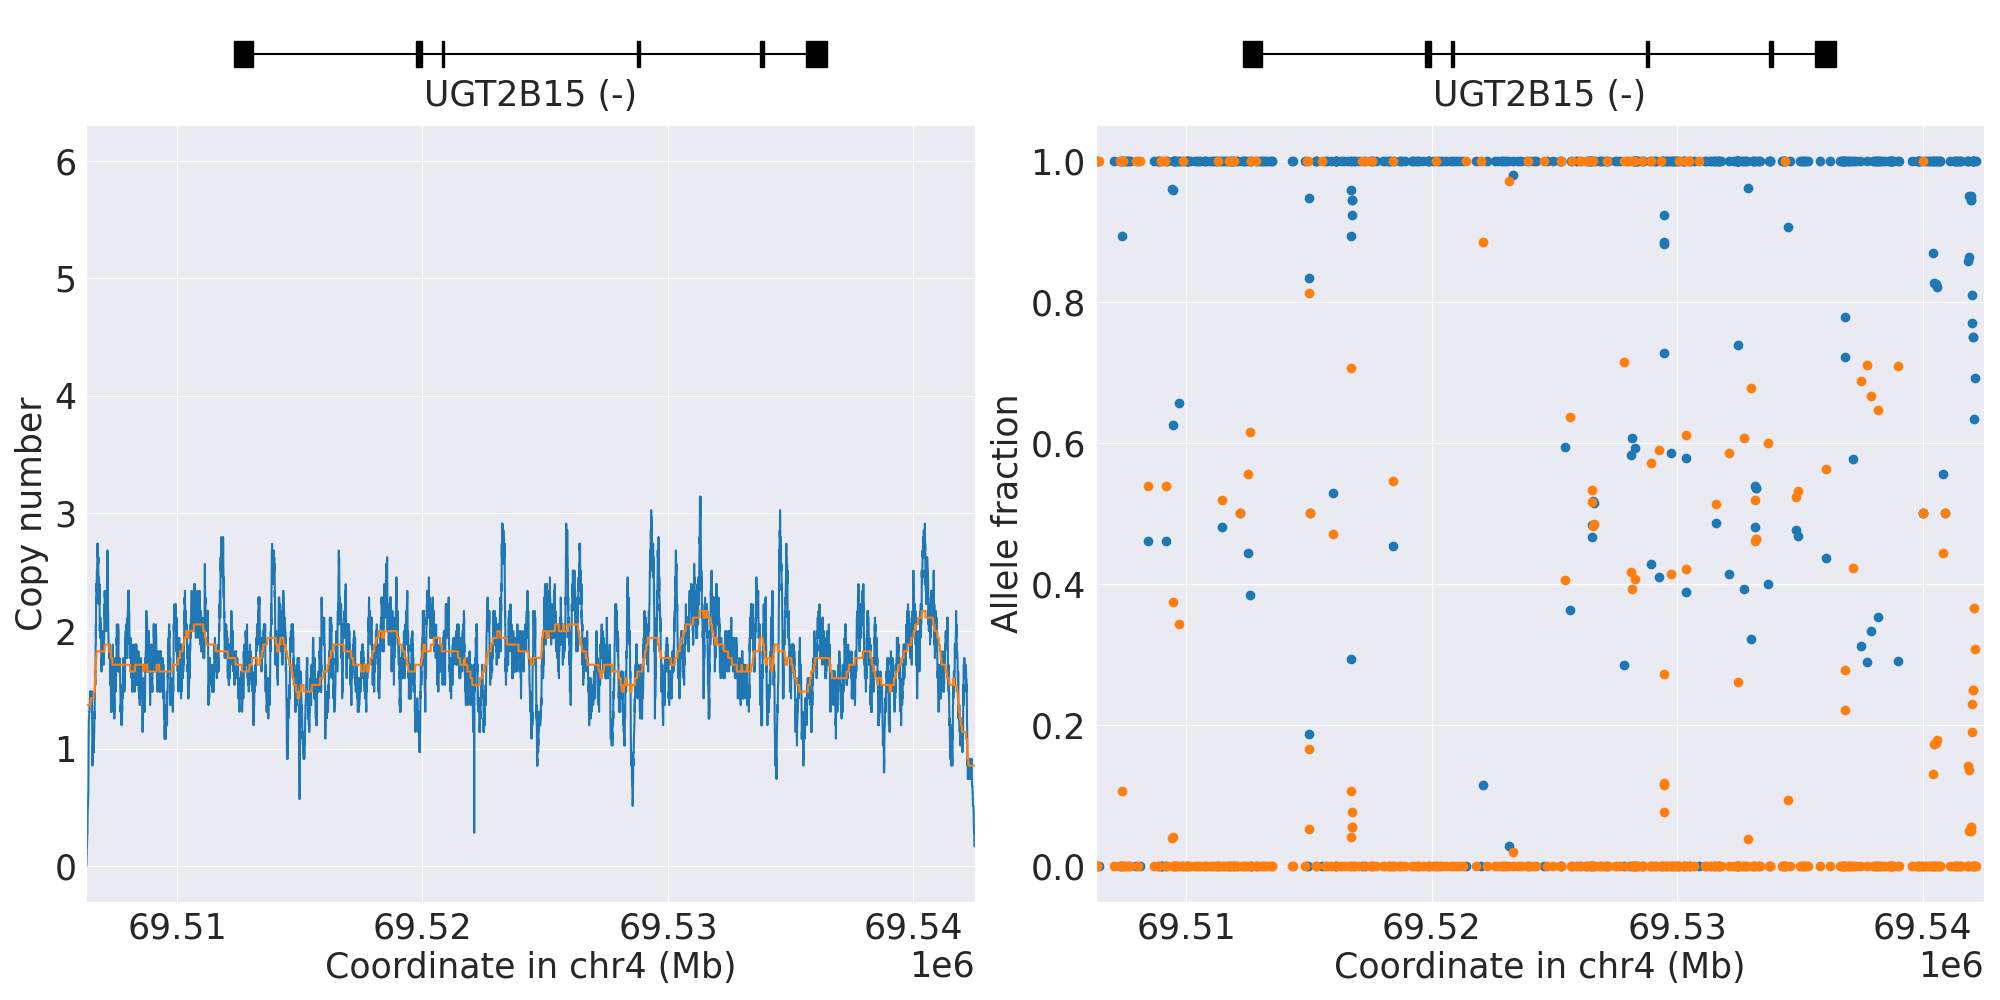 UGT2B15 (-)
6
5
4
3
2
1
0
Copy number
69.51 69.52 69.53 69.54
Coordinate in chr4 (Mb)
1e6
UGT2B15 (-)
1.0
0.8
0.6
0.4
0.2
0.0
Allele fraction
69.51 69.52 69.53 69.54
Coordinate in chr4 (Mb)
1e6